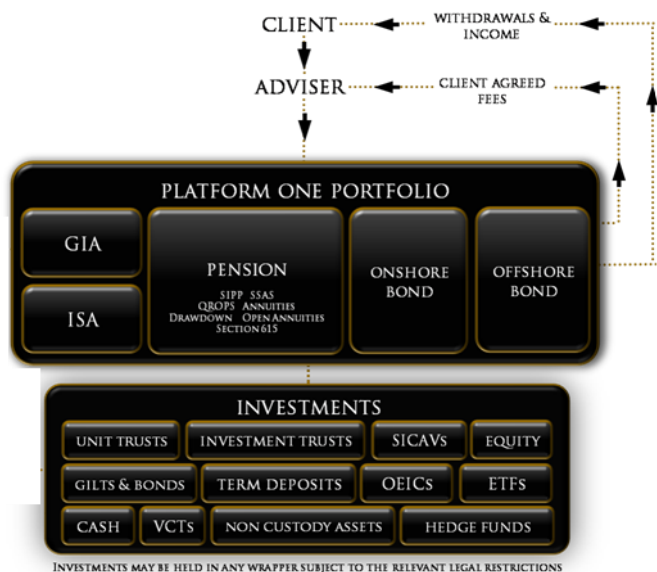 CLIENT
WITHDRAWALS &
INCOME
ADVISER
CLIENT AGREED
FEES
PLATFORM ONE PORTFOLIO
GIA
ISA
PENSION
SIPP SSAS
QROPS ANNUITIES
DRAWDOWN OPEN ANNUITIES
SECTION 615
ONSHORE
BOND
OFFSHORE
BOND
INVESTMENTS
UNIT TRUSTS
INVESTMENT TRUSTS
SICAVs
EQUITY
GILTS & BONDS
TERM DEPOSITS
OEICs
ETFs
CASH
VCTs
NON CUSTODY ASSETS
HEDGE FUNDS
INVESTMENTS MAY BE HELD IN ANY WRAPPER SUBJECT TO THE RELEVANT LEGAL RESTRICTIONS